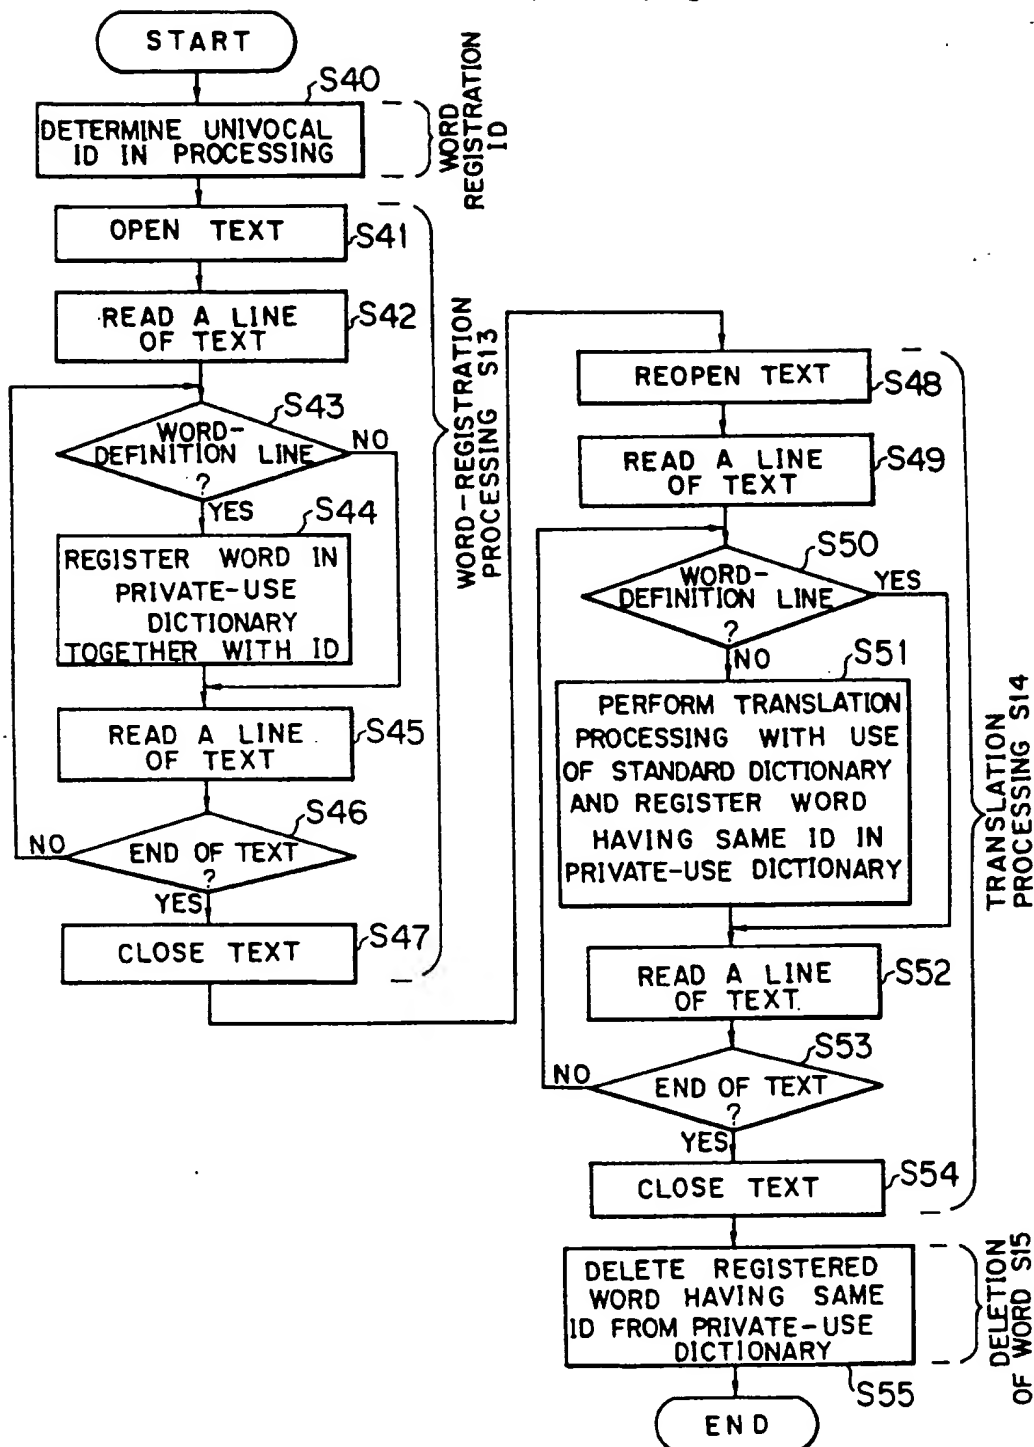 START
S40
DETERMINE UNIVOCAL
ID IN PROCESSING
WORD
REGISTRATION
ID
OPEN TEXT
S41
READ A LINE
OF TEXT
S42
S43
WORD-
DEFINITION LINE
?
NO
YES
S44
REGISTER WORD IN
PRIVATE-USE
DICTIONARY
TOGETHER WITH ID
READ A LINE
OF TEXT
S45
S46
END OF TEXT
?
NO
YES
CLOSE TEXT
S47
WORD-REGISTRATION
PROCESSING S13
REOPEN TEXT
S48
READ A LINE
OF TEXT
S49
S50
WORD-
DEFINITION LINE
?
YES
NO
S51
PERFORM TRANSLATION
PROCESSING WITH USE
OF STANDARD DICTIONARY
AND REGISTER WORD
HAVING SAME ID IN
PRIVATE-USE DICTIONARY
READ A LINE
OF TEXT.
S52
S53
END OF TEXT
?
NO
YES
CLOSE TEXT
S54
TRANSLATION
PROCESSING S14
DELETE REGISTERED
WORD HAVING SAME
ID FROM PRIVATE-USE
DICTIONARY
S55
DELETION
OF WORD S15
END